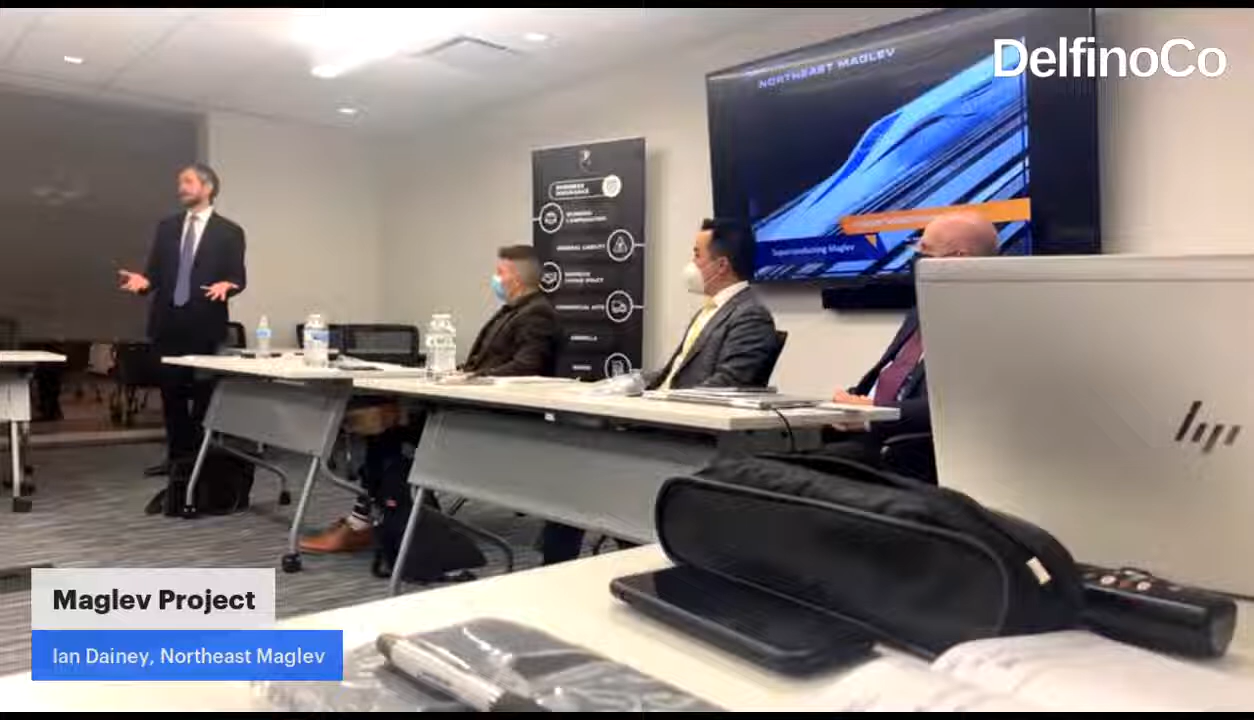 DelfinoCo
NORTHEAST MAGLEV
Superconducting Maglev
BUSINESS
INSURANCE
WORKERS
COMPENSATION
GENERAL LIABILITY
COMMERCIAL AUTO
UMBRELLA
hp
Maglev Project
Ian Dainey, Northeast Maglev